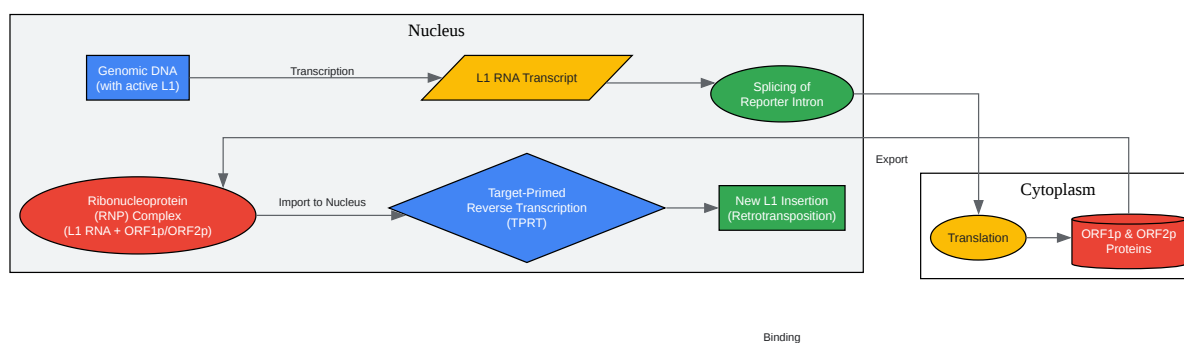 Nucleus
Genomic DNA
(with active L1)
Transcription
L1 RNA Transcript
Splicing of
Reporter Intron
Export
Cytoplasm
Ribonucleoprotein
(RNP) Complex
(L1 RNA + ORF1p/ORF2p)
Import to Nucleus
Target-Primed
Reverse Transcription
(TPRT)
New L1 Insertion
(Retrotransposition)
Translation
ORF1p & ORF2p
Proteins
Binding